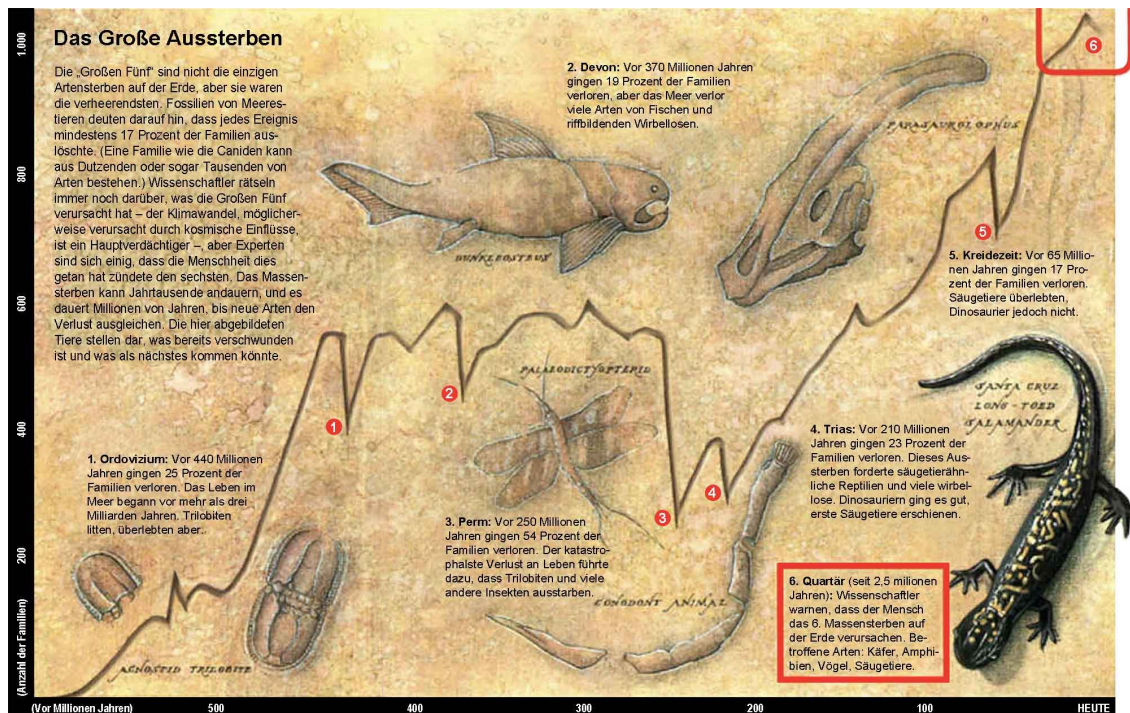 Das Große Aussterben
Die „Großen Fünf“ sind nicht die einzigen
Artensterben auf der Erde, aber sie waren
die verheerendsten. Fossilien von Meeres-
tieren deuten darauf hin, dass jedes Ereignis
mindestens 17 Prozent der Familien aus-
löschte. (Eine Familie wie die Caniden kann
aus Dutzenden oder sogar Tausenden von
Arten bestehen.) Wissenschaftler rätseln
immer noch darüber, was die Großen Fünf
verursacht hat – der Klimawandel, möglicher-
weise verursacht durch kosmische Einflüsse,
ist ein Hauptverdächtiger –, aber Experten
sind sich einig, dass die Menschheit dies
getan hat zündete den sechsten. Das Massen-
sterben kann Jahrtausende andauern, und es
dauert Millionen von Jahren, bis neue Arten den
Verlust ausgleichen. Die hier abgebildeten
Tiere stellen dar, was bereits verschwunden
ist und was als nächstes kommen könnte.
2. Devon: Vor 370 Millionen Jahren
gingen 19 Prozent der Familien
verloren, aber das Meer verlor
viele Arten von Fischen und
riffbildenden Wirbellosen.
PARASAUROLOPHUS
6
DUNKLEOSTEUS
5
5. Kreidezeit: Vor 65 Millio-
nen Jahren gingen 17 Pro-
zent der Familien verloren.
Säugetiere überlebten,
Dinosaurier jedoch nicht.
PALAEODICTYOPTERID
SANTA CRUZ
LONG-TOED
SALAMANDER
2
1
1. Ordovizium: Vor 440 Millionen
Jahren gingen 25 Prozent der
Familien verloren. Das Leben im
Meer begann vor mehr als drei
Milliarden Jahren. Trilobiten
litten, überlebten aber..
4. Trias: Vor 210 Millionen
Jahren gingen 23 Prozent der
Familien verloren. Dieses Aus-
sterben forderte säugetierähn-
liche Reptilien und viele wirbel-
lose. Dinosauriern ging es gut,
erste Säugetiere erschienen.
4
3
3. Perm: Vor 250 Millionen
Jahren gingen 54 Prozent der
Familien verloren. Der katastro-
phalste Verlust an Leben führte
dazu, dass Trilobiten und viele
andere Insekten ausstarben.
CONODONT ANIMAL
6. Quartär (seit 2,5 milionen
Jahren): Wissenschaftler
warnen, dass der Mensch
das 6. Massensterben auf
der Erde verursachen. Be-
troffene Arten: Käfer, Amphi-
bien, Vögel, Säugetiere.
AGNOSTID TRILOBITE
1.000
800
600
400
200
(Anzahl der Familien)
(Vor Millionen Jahren) 500 400 300 200 100 HEUTE